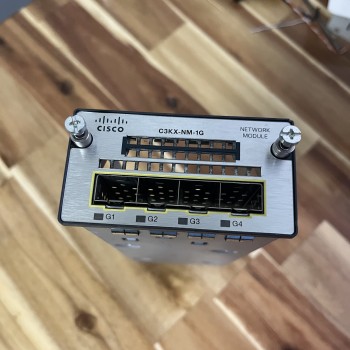 CISCO
C3KX-NM-1G
NETWORK
MODULE
G1 G2 G3 G4